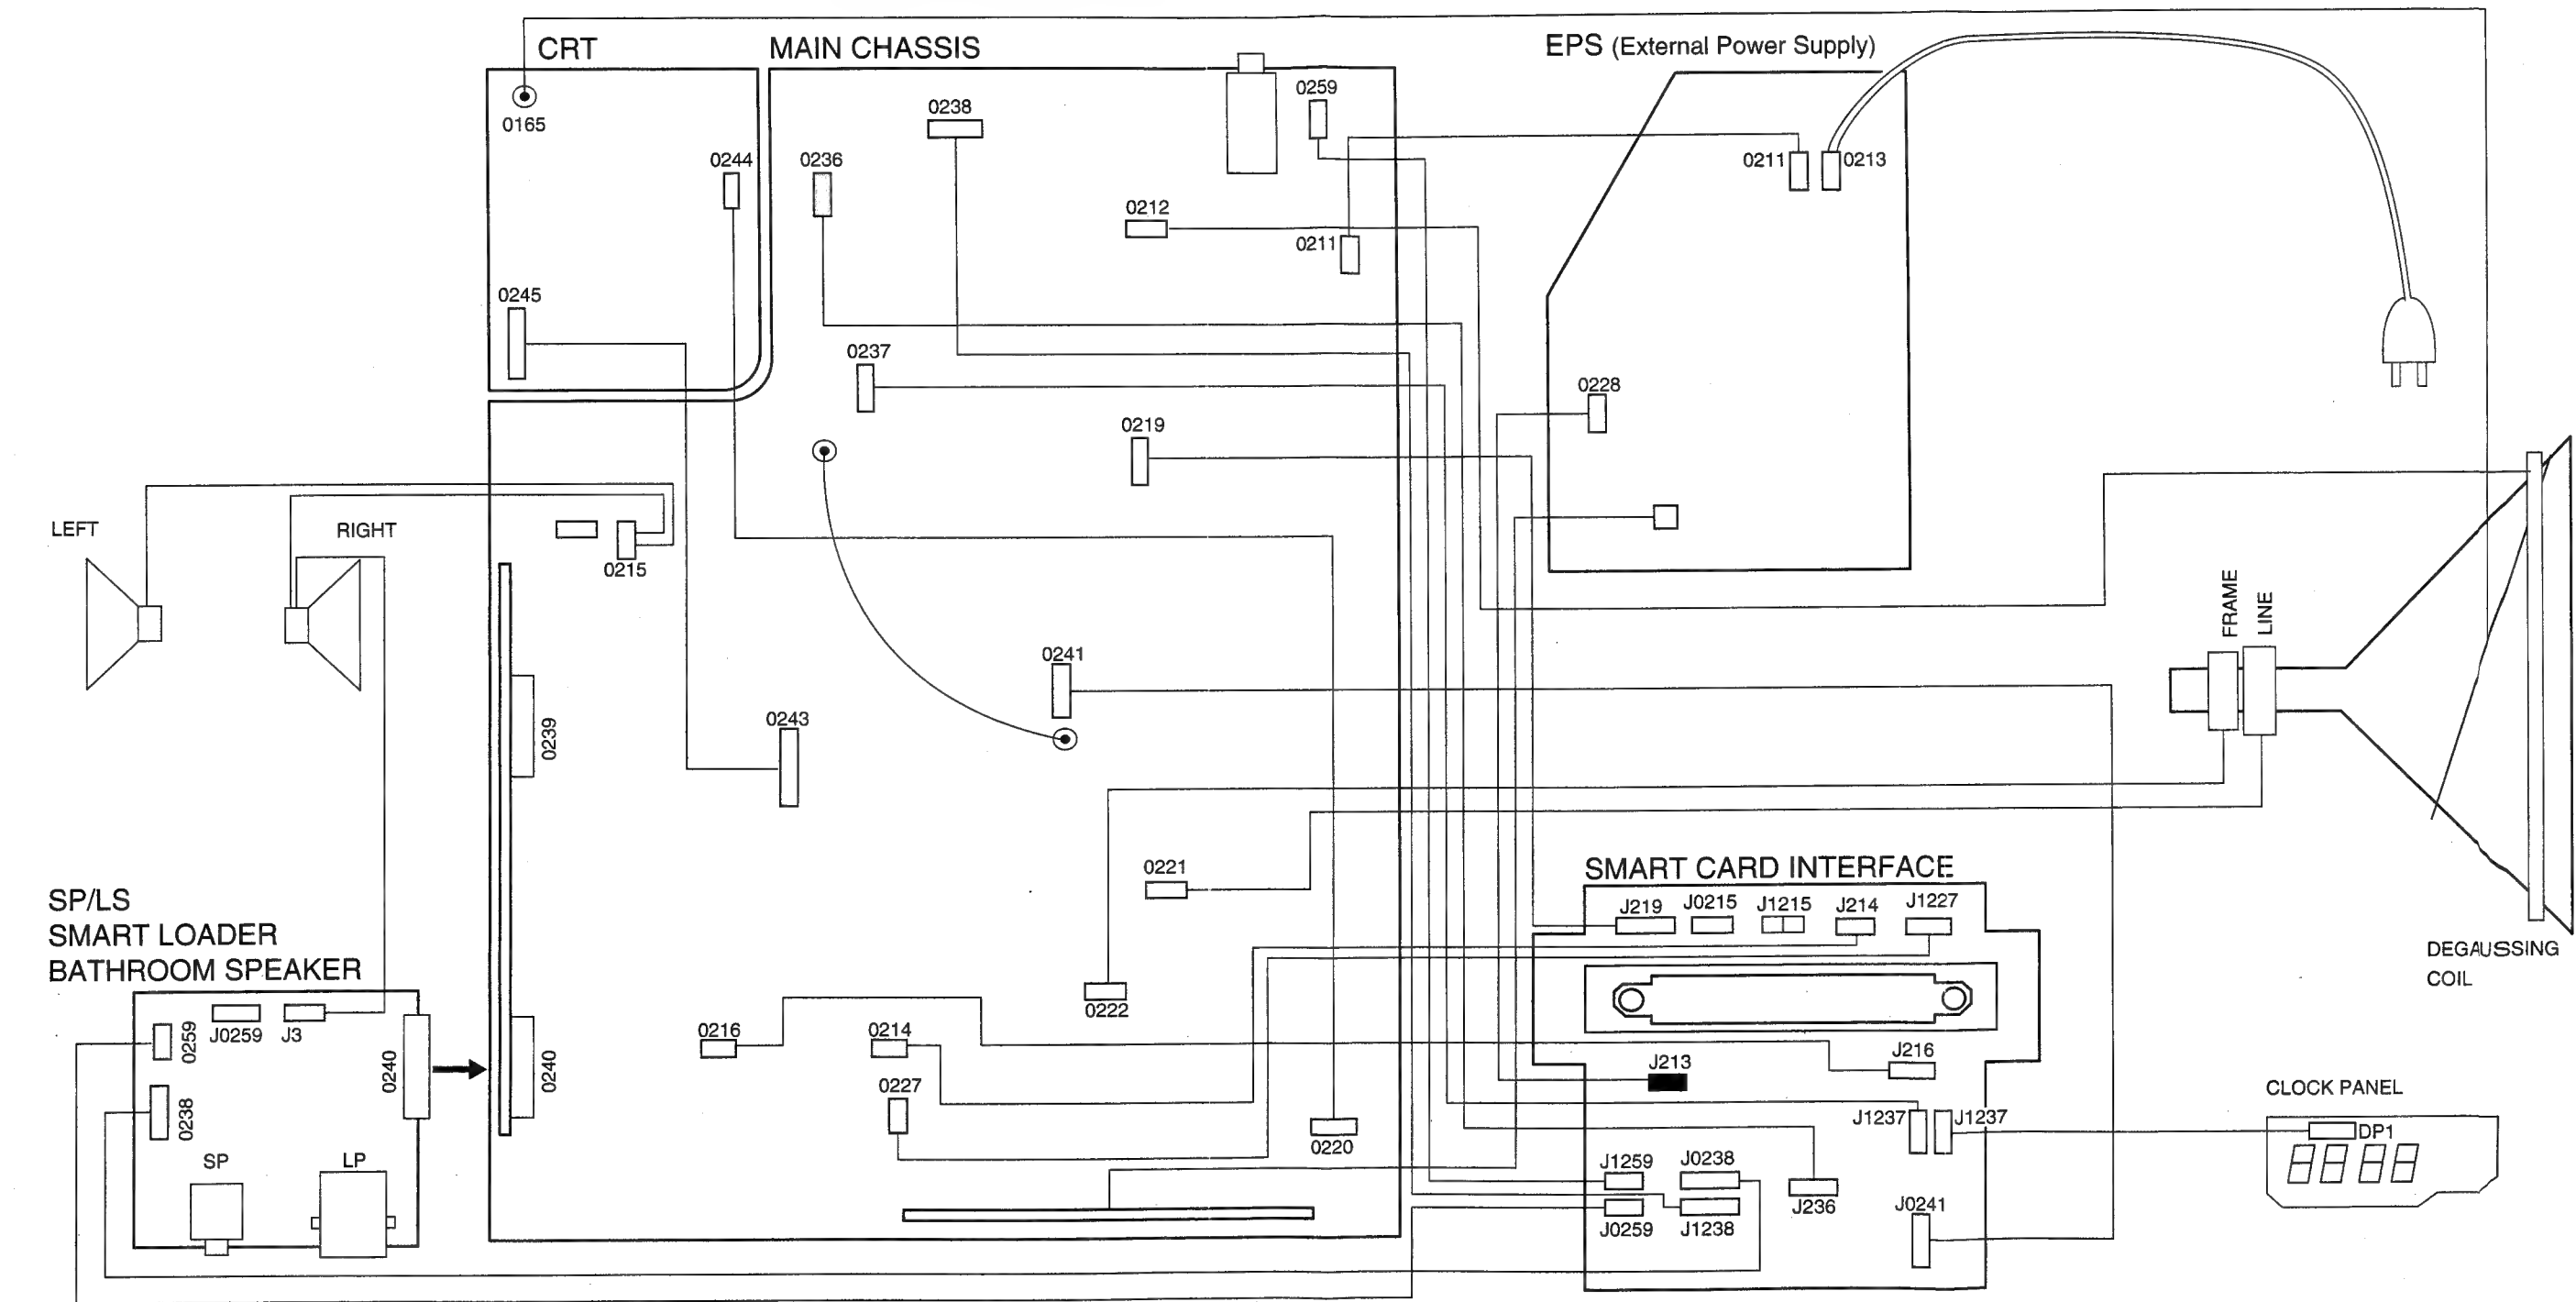 CRT
MAIN CHASSIS
EPS (External Power Supply)
0165
0244
0236
0238
0259
0212
0211
0211
0213
0245
0237
0219
0228
LEFT
RIGHT
0215
FRAME
LINE
0241
0239
0243
0221
SMART CARD INTERFACE
SP/LS
SMART LOADER
BATHROOM SPEAKER
J219
J0215
J1215
J214
J1227
DEGAUSSING
COIL
0222
0259
J0259
J3
0240
0240
0216
0214
J216
J213
0238
0227
CLOCK PANEL
J1237
J1237
DP1
8888
0220
SP
LP
J1259
J0238
J236
J0241
J0259
J1238